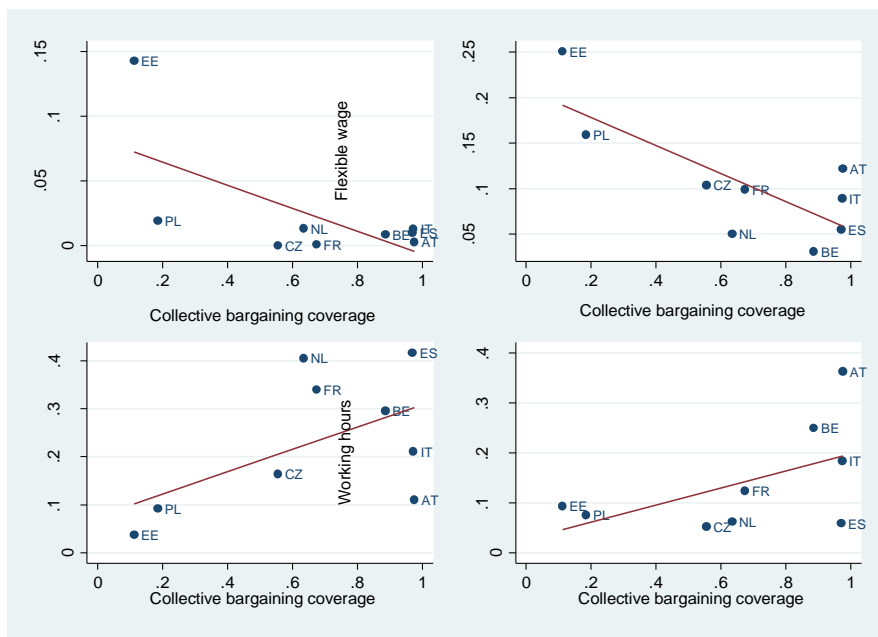 .15
.1
.05
0
EE
PL
CZ
NL
FR
BE
IT
ES
AT
0 .2 .4 .6 .8 1
Collective bargaining coverage
Flexible wage
.25
.2
.15
.1
.05
EE
PL
CZ
FR
NL
AT
IT
ES
BE
0 .2 .4 .6 .8 1
Collective bargaining coverage
.4
.3
.2
.1
0
NL
ES
FR
BE
IT
CZ
AT
PL
EE
0 .2 .4 .6 .8 1
Collective bargaining coverage
Working hours
.4
.3
.2
.1
0
AT
BE
IT
FR
EE
PL
CZ
NL
ES
0 .2 .4 .6 .8 1
Collective bargaining coverage